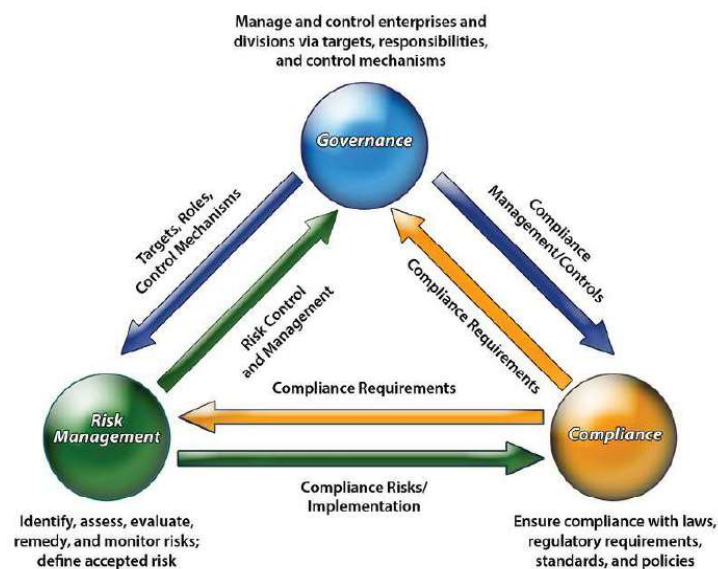 Manage and control enterprises and
divisions via targets, responsibilities,
and control mechanisms
Governance
Targets, Roles,
Control Mechanisms
Risk Control
and Management
Compliance
Management/Controls
Compliance Requirements
Compliance Requirements
Risk
Management
Compliance
Compliance Risks/
Implementation
Identify, assess, evaluate,
remedy, and monitor risks;
define accepted risk
Ensure compliance with laws,
regulatory requirements,
standards, and policies